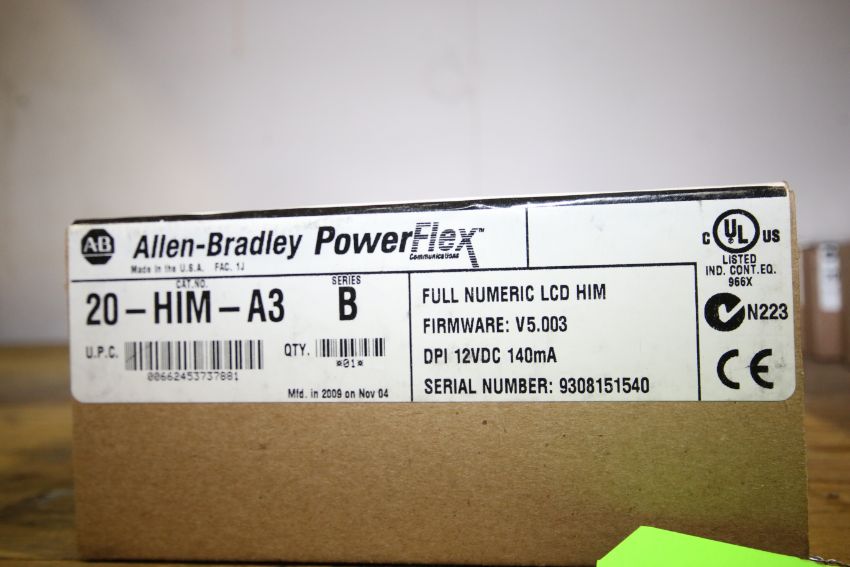 AB Allen-Bradley PowerFlex™
Communications
Made in the U.S.A. FAC. 1J
CAT.NO.
SERIES
20-HIM-A3 B
U.P.C.
00662453737881
QTY.
*01*
Mfd. in 2009 on Nov 04
FULL NUMERIC LCD HIM
FIRMWARE: V5.003
DPI 12VDC 140mA
SERIAL NUMBER: 9308151540
C UL US
LISTED
IND. CONT.EQ.
966X
N223
CE